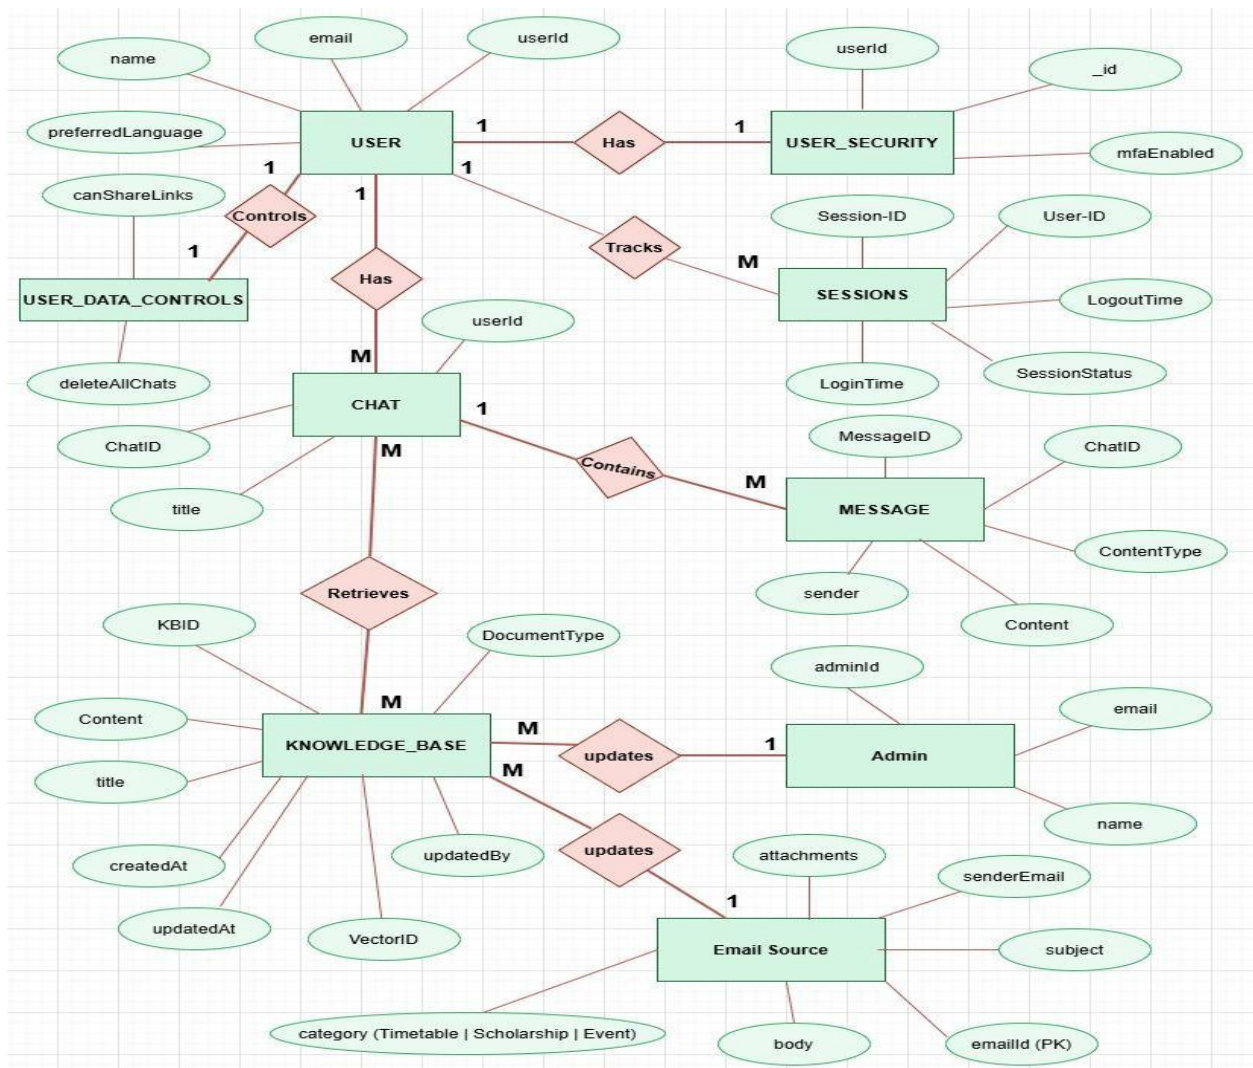 email
userId
name
userId
_id
preferredLanguage
USER
1
Has
1
USER_SECURITY
mfaEnabled
1
1
1
canShareLinks
Controls
Session-ID
User-ID
1
Tracks
M
Has
USER_DATA_CONTROLS
SESSIONS
LogoutTime
userId
M
deleteAllChats
LoginTime
SessionStatus
CHAT
1
ChatID
M
MessageID
ChatID
Contains
M
title
MESSAGE
ContentType
Retrieves
sender
KBID
DocumentType
Content
adminId
M
Content
M
1
email
KNOWLEDGE_BASE
updates
Admin
M
title
name
createdAt
updatedBy
updates
attachments
senderEmail
1
updatedAt
VectorID
Email Source
subject
category (Timetable | Scholarship | Event)
body
emailId (PK)